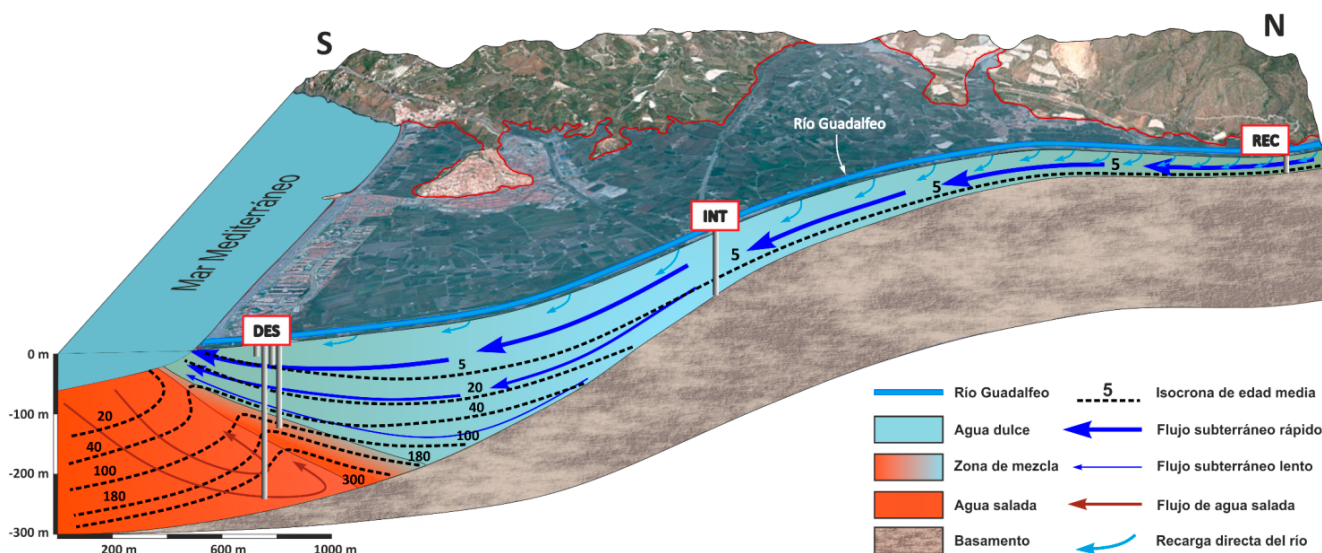 S
N
Río Guadalfeo
REC
5
5
5
INT
5
Mar Mediterráneo
DES
0 m
-100 m
-200 m
-300 m
5
20
40
100
180
300
20
40
100
180
200 m
600 m
1000 m
Río Guadalfeo
5
Isocrona de edad media
Agua dulce
Flujo subterráneo rápido
Zona de mezcla
Flujo subterráneo lento
Agua salada
Flujo de agua salada
Basamento
Recarga directa del río